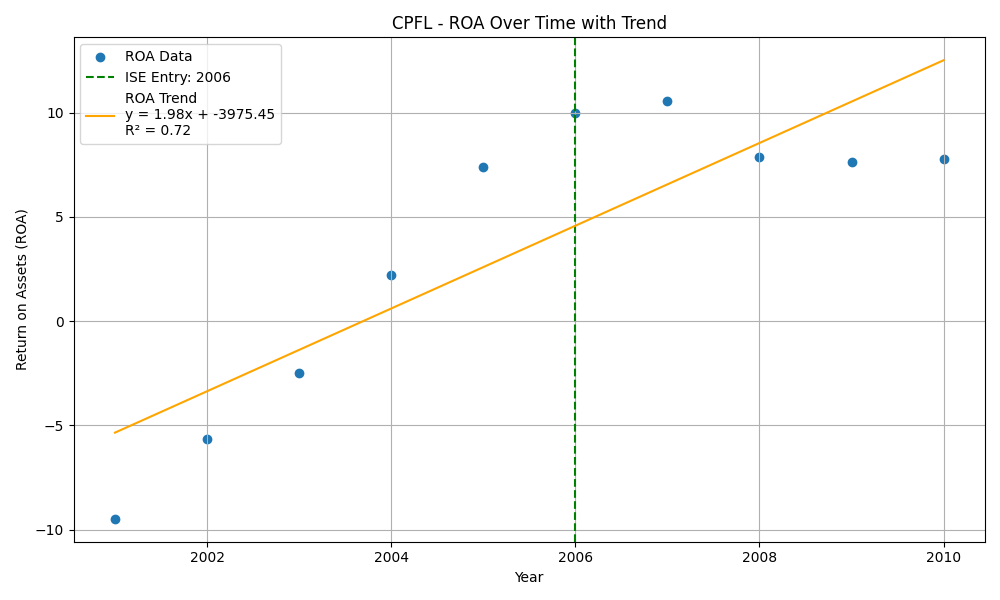 CPFL - ROA Over Time with Trend
ROA Data
ISE Entry: 2006
ROA Trend
y = 1.98x + -3975.45
R² = 0.72
Return on Assets (ROA)
10
5
0
−5
−10
2002 2004 2006 2008 2010
Year